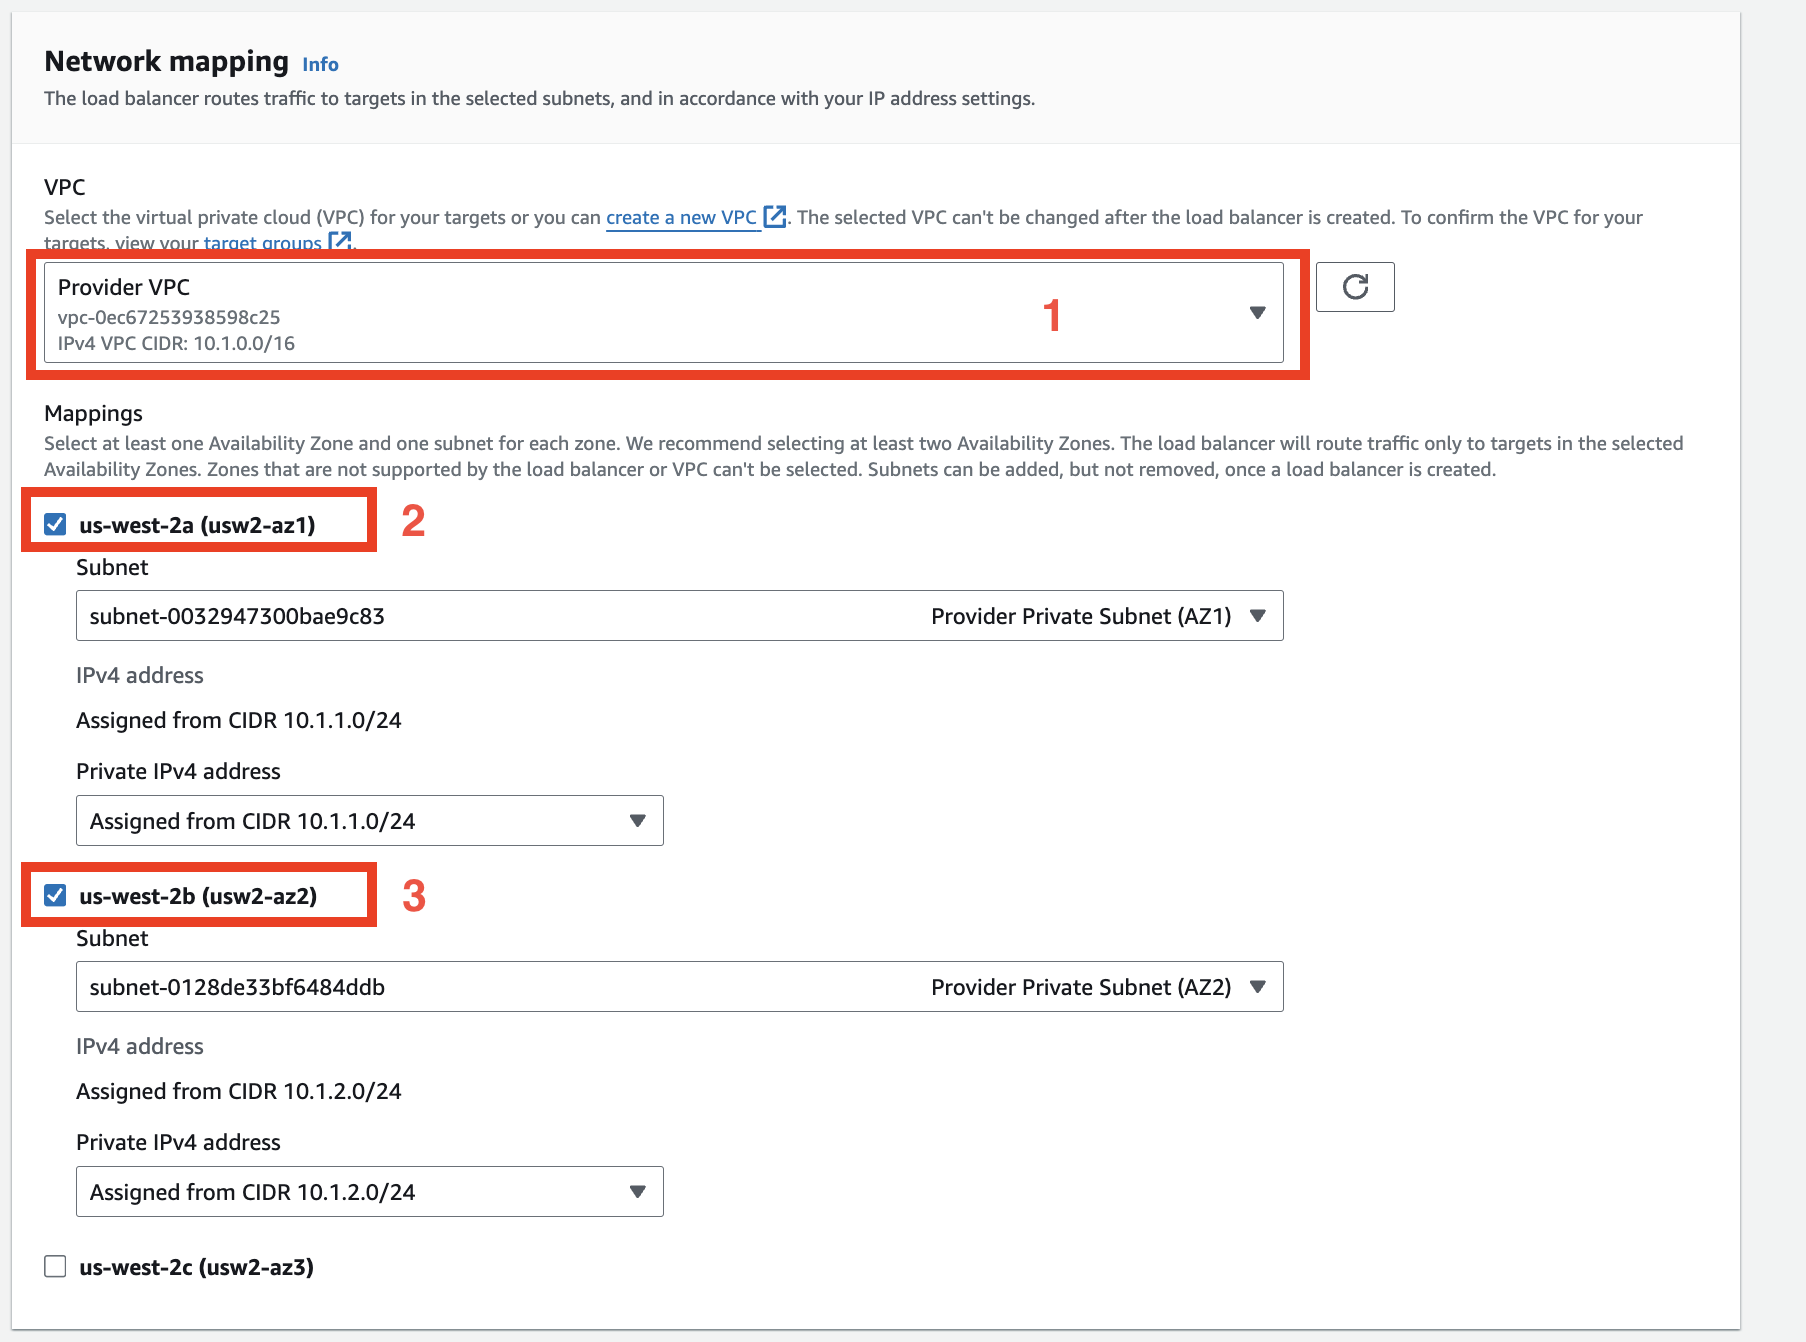 Network mapping Info
The load balancer routes traffic to targets in the selected subnets, and in accordance with your IP address settings.
VPC
Select the virtual private cloud (VPC) for your targets or you can create a new VPC. The selected VPC can't be changed after the load balancer is created. To confirm the VPC for your
targets, view your target groups.
Provider VPC
vpc-0ec67253938598c25
IPv4 VPC CIDR: 10.1.0.0/16
1
Mappings
Select at least one Availability Zone and one subnet for each zone. We recommend selecting at least two Availability Zones. The load balancer will route traffic only to targets in the selected
Availability Zones. Zones that are not supported by the load balancer or VPC can't be selected. Subnets can be added, but not removed, once a load balancer is created.
us-west-2a (usw2-az1) 2
Subnet
subnet-0032947300bae9c83 Provider Private Subnet (AZ1)
IPv4 address
Assigned from CIDR 10.1.1.0/24
Private IPv4 address
Assigned from CIDR 10.1.1.0/24
us-west-2b (usw2-az2) 3
Subnet
subnet-0128de33bf6484ddb Provider Private Subnet (AZ2)
IPv4 address
Assigned from CIDR 10.1.2.0/24
Private IPv4 address
Assigned from CIDR 10.1.2.0/24
us-west-2c (usw2-az3)